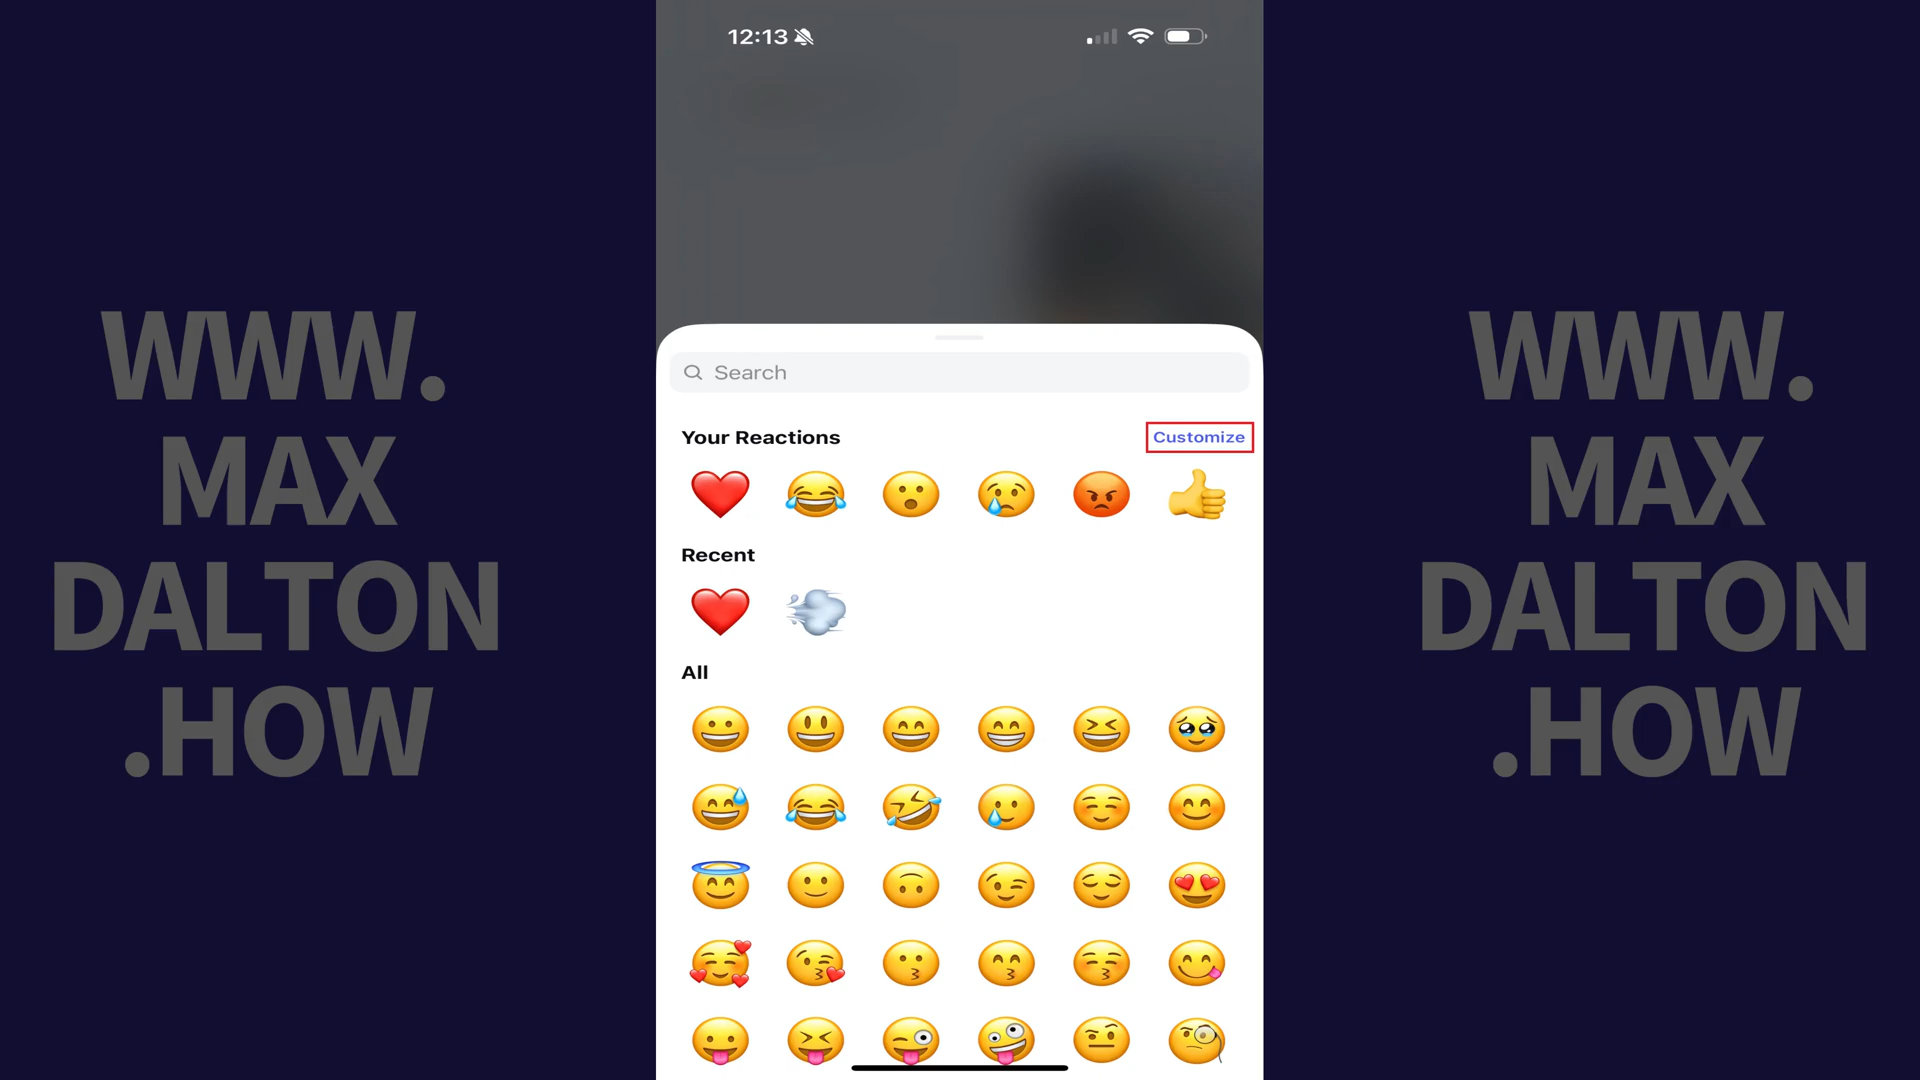 12:13
Search
Your Reactions
Customize
Recent
All
WWW.
MAX
DALTON
.HOW
WWW.
MAX
DALTON
.HOW